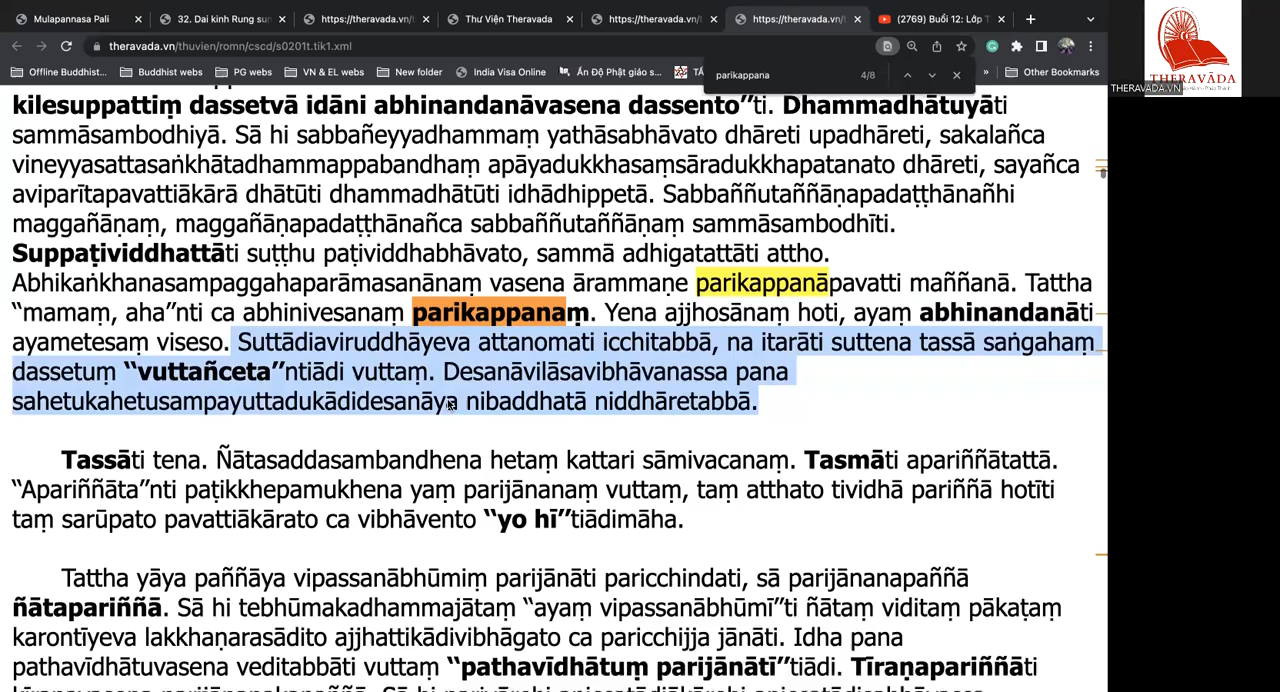 Mulapannasa Pali
32. Dai kinh Rung su
https://theravada.vn/
Thư Viện Theravada
https://theravada.vn/t
https://theravada.vn/t
(2769) Buổi 12: Lớp T
theravada.vn/thuvien/romn/cscd/s0201t.tik1.xml
Offline Buddhist...
Buddhist webs
PG webs
VN & EL webs
New folder
India Visa Online
Ấn Độ Phật giáo s...
TẤ
parikappana
4/8
»
Other Bookmarks
THERAVĀDA
THERAVADA.VN
kilesuppattiṃ dassetvā idāni abhinandanāvasena dassento”ti. Dhammadhātuyāti
sammāsambodhiyā. Sā hi sabbañeyyadhammaṃ yathāsabhāvato dhāreti upadhāreti, sakalañca
vineyyasattasaṅkhātadhammappabandhaṃ apāyadukkhasaṃsāradukkhapatanato dhāreti, sayañca
aviparītapavattiākārā dhātūti dhammadhātūti idhādhippetā. Sabbaññutaññāṇapadaṭṭhānañhi
maggañāṇaṃ, maggañāṇapadaṭṭhānañca sabbaññutaññāṇaṃ sammāsambodhīti.
Suppaṭividdhattāti suṭṭhu paṭividdhabhāvato, sammā adhigatattāti attho.
Abhikaṅkhanasampaggahaparāmasanānaṃ vasena ārammaṇe parikappanāpavatti maññanā. Tattha
“mamaṃ, aha”nti ca abhinivesanaṃ parikappanaṃ. Yena ajjhosānaṃ hoti, ayaṃ abhinandanāti
ayametesaṃ viseso. Suttādiaviruddhāyeva attanomati icchitabbā, na itarāti suttena tassā saṅgahaṃ
dassetuṃ “vuttañceta”ntiādi vuttaṃ. Desanāvilāsavibhāvanassa pana
sahetukahetusampayuttadukādidesanāya nibaddhatā niddhāretabbā.
Tassāti tena. Ñātasaddasambandhena hetaṃ kattari sāmivacanaṃ. Tasmāti apariññātattā.
“Apariññāta”nti paṭikkhepamukhena yaṃ parijānanaṃ vuttaṃ, taṃ atthato tividhā pariññā hotīti
taṃ sarūpato pavattiākārato ca vibhāvento “yo hī”tiādimāha.
Tattha yāya paññāya vipassanābhūmiṃ parijānāti paricchindati, sā parijānanapaññā
ñātapariññā. Sā hi tebhūmakadhammajātaṃ “ayaṃ vipassanābhūmī”ti ñātaṃ viditaṃ pākaṭaṃ
karontīyeva lakkhaṇarasādito ajjhattikādivibhāgato ca paricchijja jānāti. Idha pana
pathavīdhātuvasena veditabbāti vuttaṃ “pathavīdhātuṃ parijānātī”tiādi. Tīraṇapariññāti